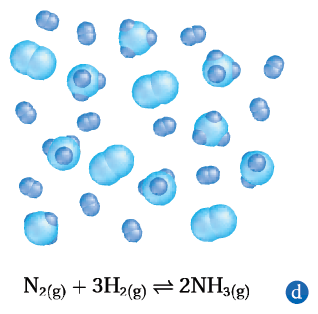 N₂(g) + 3H₂(g) ⇌ 2NH₃(g)
d